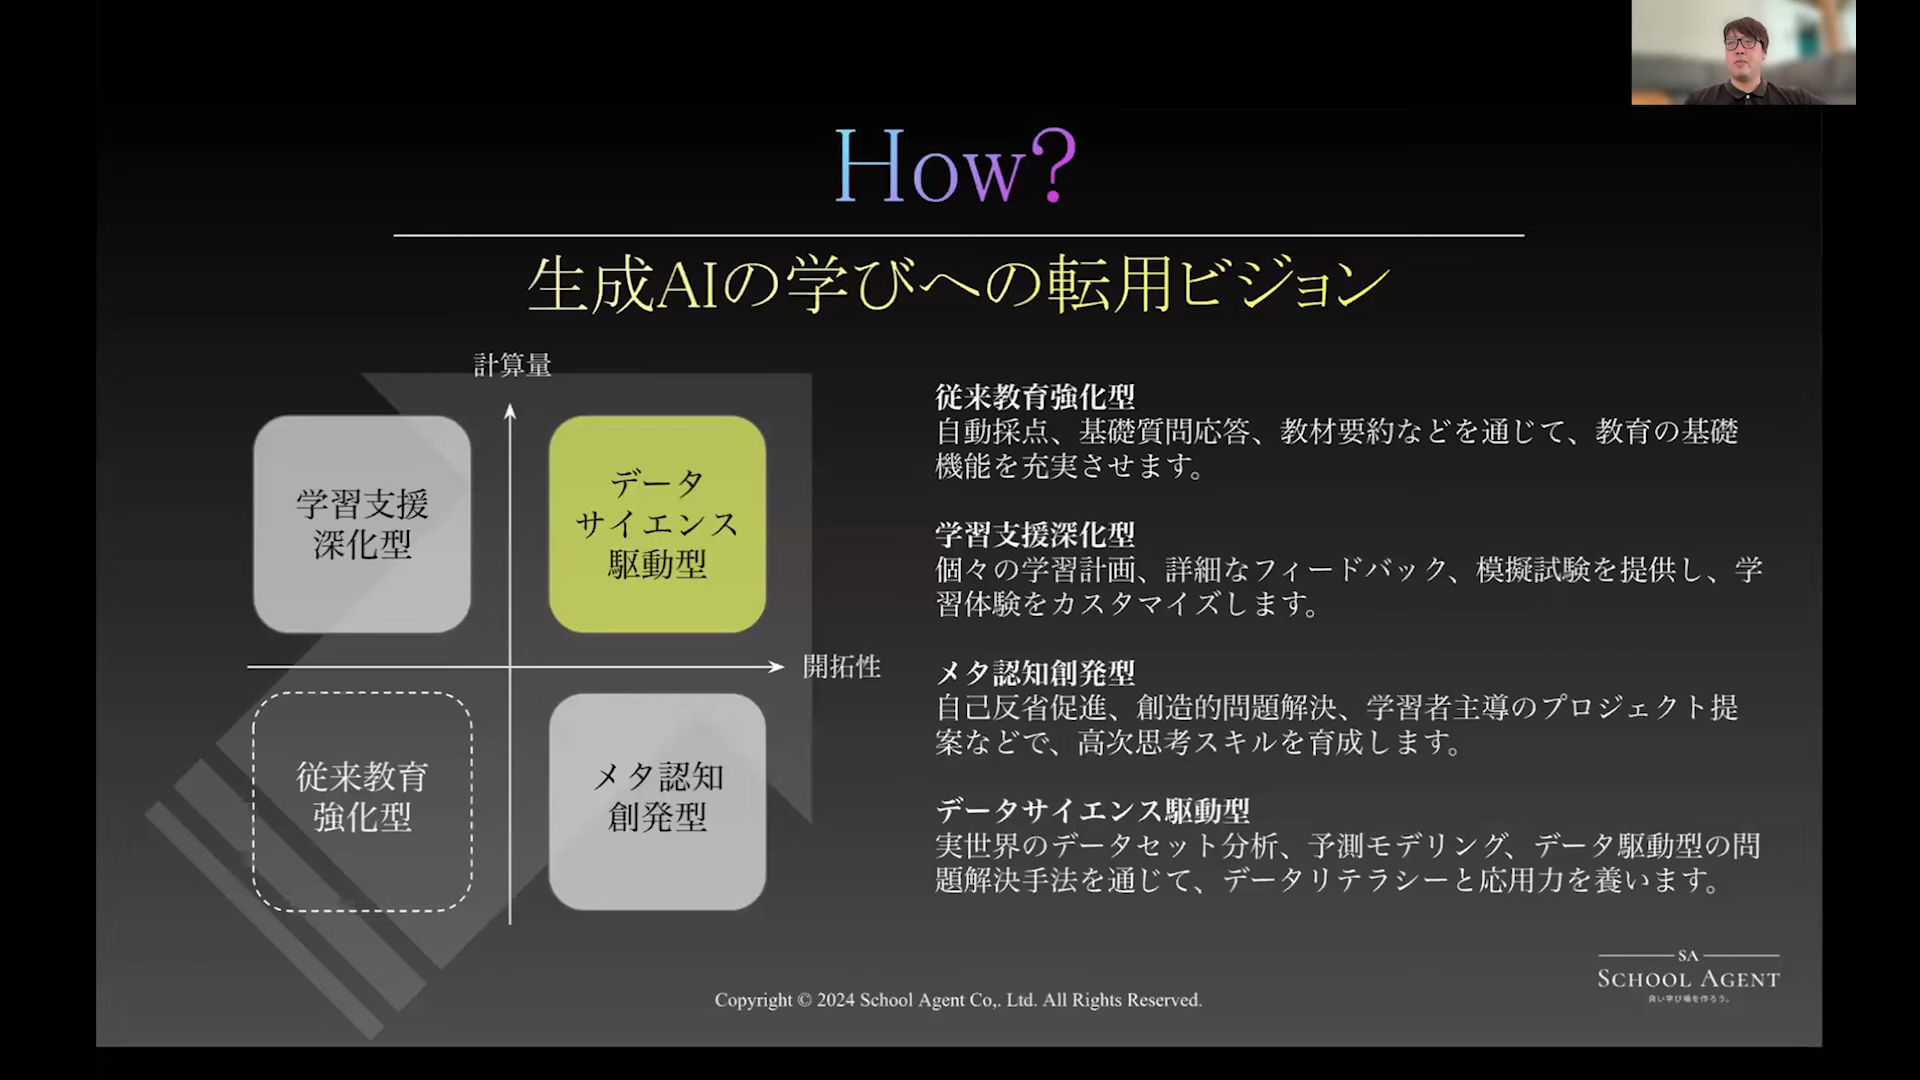 How?
生成AIの学びへの転用ビジョン
計算量
学習支援
深化型
データ
サイエンス
駆動型
開拓性
従来教育
強化型
メタ認知
創発型
従来教育強化型
自動採点、基礎質問応答、教材要約などを通じて、教育の基礎
機能を充実させます。
学習支援深化型
個々の学習計画、詳細なフィードバック、模擬試験を提供し、学
習体験をカスタマイズします。
メタ認知創発型
自己反省促進、創造的問題解決、学習者主導のプロジェクト提
案などで、高次思考スキルを育成します。
データサイエンス駆動型
実世界のデータセット分析、予測モデリング、データ駆動型の問
題解決手法を通じて、データリテラシーと応用力を養います。
SA
SCHOOL AGENT
良い学び場を作ろう。
Copyright © 2024 School Agent Co,. Ltd. All Rights Reserved.